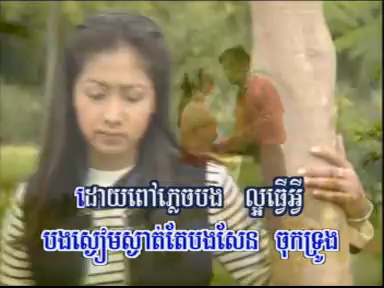 ដោយពៅភ្លេចបង ល្អធ្វើអ្វី
បងស្ងៀមស្ងាត់តែបងសែន ចុកទ្រូង